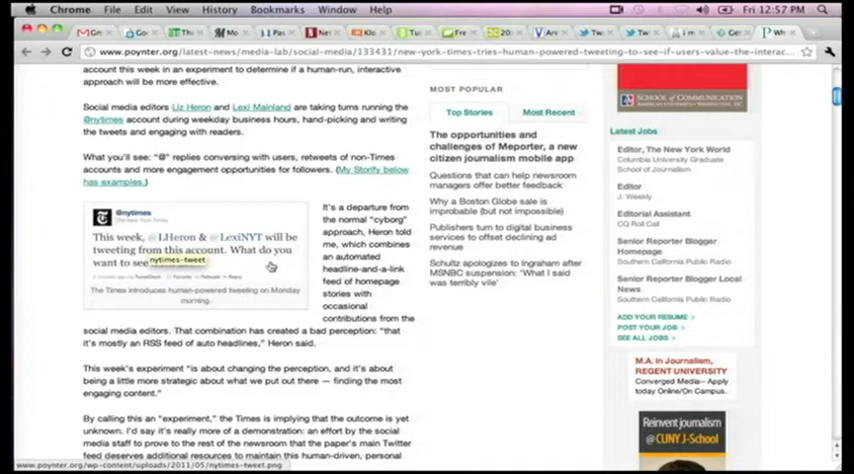 Chrome File Edit View History Bookmarks Window Help Fri 12:57 PM
www.poynter.org/latest-news/media-lab/social-media/133431/new-york-times-tries-human-powered-tweeting-to-see-if-users-value-the-interac...
account this week in an experiment to determine if a human-run, interactive
approach will be more effective.
Social media editors Liz Heron and Lexi Mainland are taking turns running the
@nytimes account during weekday business hours, hand-picking and writing
the tweets and engaging with readers.
What you'll see: "@" replies conversing with users, retweets of non-Times
accounts and more engagement opportunities for followers. (My Storify below
has examples.)
@nytimes
The New York Times
This week, @LHeron & @LexiNYT will be
tweeting from this account. What do you
want to see
nytimes-tweet
The Times introduces human-powered tweeting on Monday
morning.
It's a departure from
the normal "cyborg"
approach, Heron told
me, which combines
an automated
headline-and-a-link
feed of homepage
stories with
occasional
contributions from the
social media editors. That combination has created a bad perception: "that
it's mostly an RSS feed of auto headlines," Heron said.
This week's experiment "is about changing the perception, and it's about
being a little more strategic about what we put out there — finding the most
engaging content."
By calling this an "experiment," the Times is implying that the outcome is yet
unknown. I'd say it's really more of a demonstration: an effort by the social
media staff to prove to the rest of the newsroom that the paper's main Twitter
feed deserves additional resources to maintain this human-driven, personal
www.poynter.org/wp-content/uploads/2011/05/nytimes-tweet.png
MOST POPULAR
Top Stories Most Recent
The opportunities and
challenges of Meporter, a new
citizen journalism mobile app
Questions that can help newsroom
managers offer better feedback
Why a Boston Globe sale is
improbable (but not impossible)
Publishers turn to digital business
services to offset declining ad
revenue
Schultz apologizes to Ingraham after
MSNBC suspension: 'What I said
was terribly vile'
SCHOOL of COMMUNICATION
AMERICAN UNIVERSITY
Latest Jobs
Editor, The New York World
Columbia University Graduate
School of Journalism
Editor
J. Weekly
Editorial Assistant
CQ Roll Call
Senior Reporter Blogger
Homepage
Southern California Public Radio
Senior Reporter Blogger Local
News
Southern California Public Radio
ADD YOUR RESUME >
POST YOUR JOB >
SEE ALL JOBS >
M.A. in Journalism,
REGENT UNIVERSITY
Converged Media-- Apply
today Online/On Campus.
Reinvent journalism
@ CUNY J-School